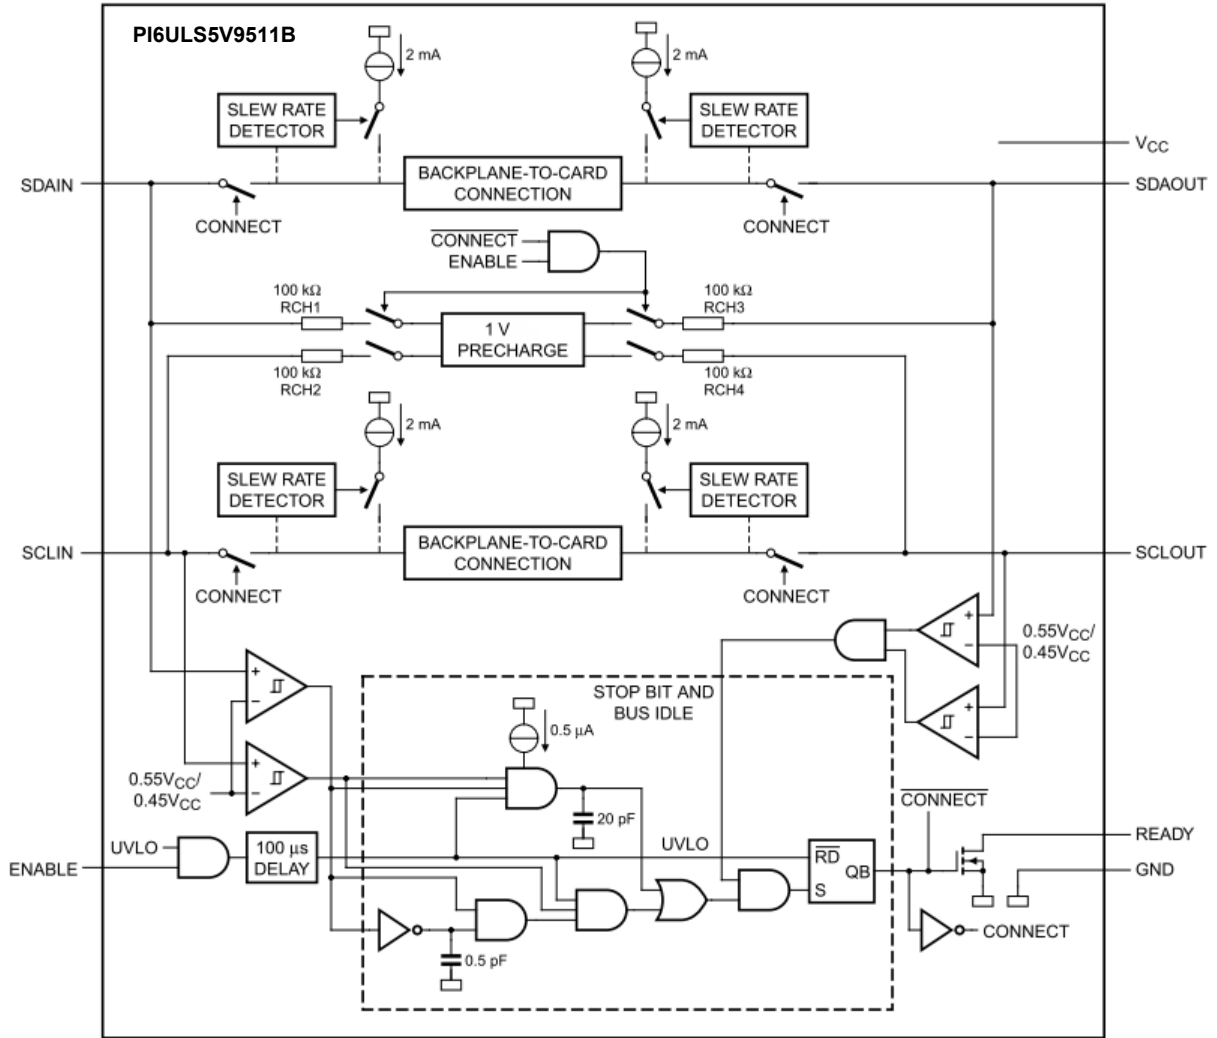 PI6ULS5V9511B
2 mA
2 mA
SLEW RATE
DETECTOR
SLEW RATE
DETECTOR
VCC
SDAIN
BACKPLANE-TO-CARD
CONNECTION
SDAOUT
CONNECT
CONNECT
CONNECT
ENABLE
100 kΩ
RCH1
100 kΩ
RCH3
1 V
PRECHARGE
100 kΩ
RCH2
100 kΩ
RCH4
2 mA
2 mA
SLEW RATE
DETECTOR
SLEW RATE
DETECTOR
SCLIN
BACKPLANE-TO-CARD
CONNECTION
SCLOUT
CONNECT
CONNECT
+
−
0.55VCC/
0.45VCC
+
−
+
−
STOP BIT AND
BUS IDLE
0.5 μA
+
−
0.55VCC/
0.45VCC
CONNECT
20 pF
UVLO
100 μs
DELAY
UVLO
READY
ENABLE
RD
QB
S
GND
CONNECT
0.5 pF